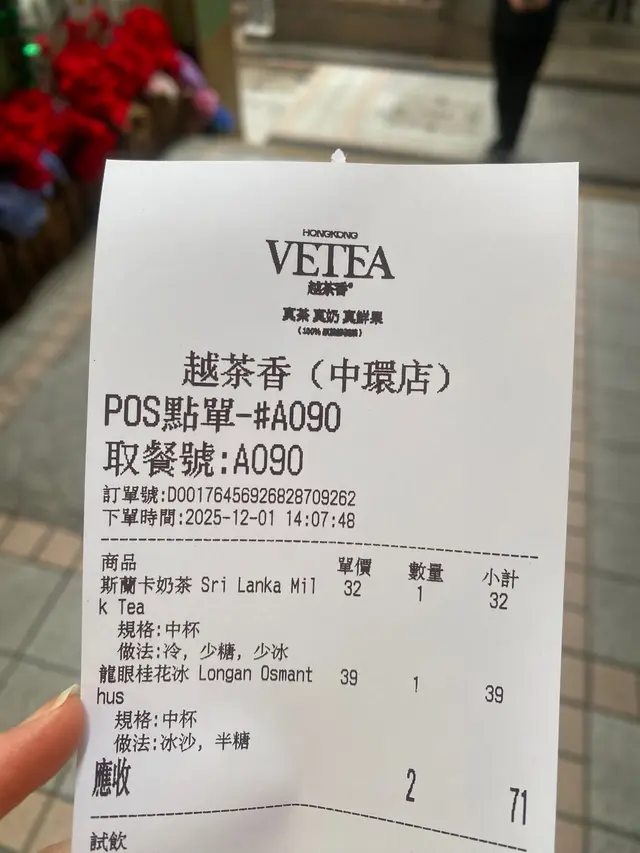 HONGKONG
VETEA
越茶香®
真茶 真奶 真鮮果
越茶香（中環店）
POS點單-#A090
取餐號:A090
訂單號:D001764569268287​09262
下單時間:2025-12-01 14:07:48
商品 單價 數量 小計
斯蘭卡奶茶 Sri Lanka Mil 32 1 32
k Tea
規格:中杯
做法:冷, 少糖, 少冰
龍眼桂花冰 Longan Osmant 39 1 39
hus
規格:中杯
做法:冰沙, 半糖
應收 2 71
試飲